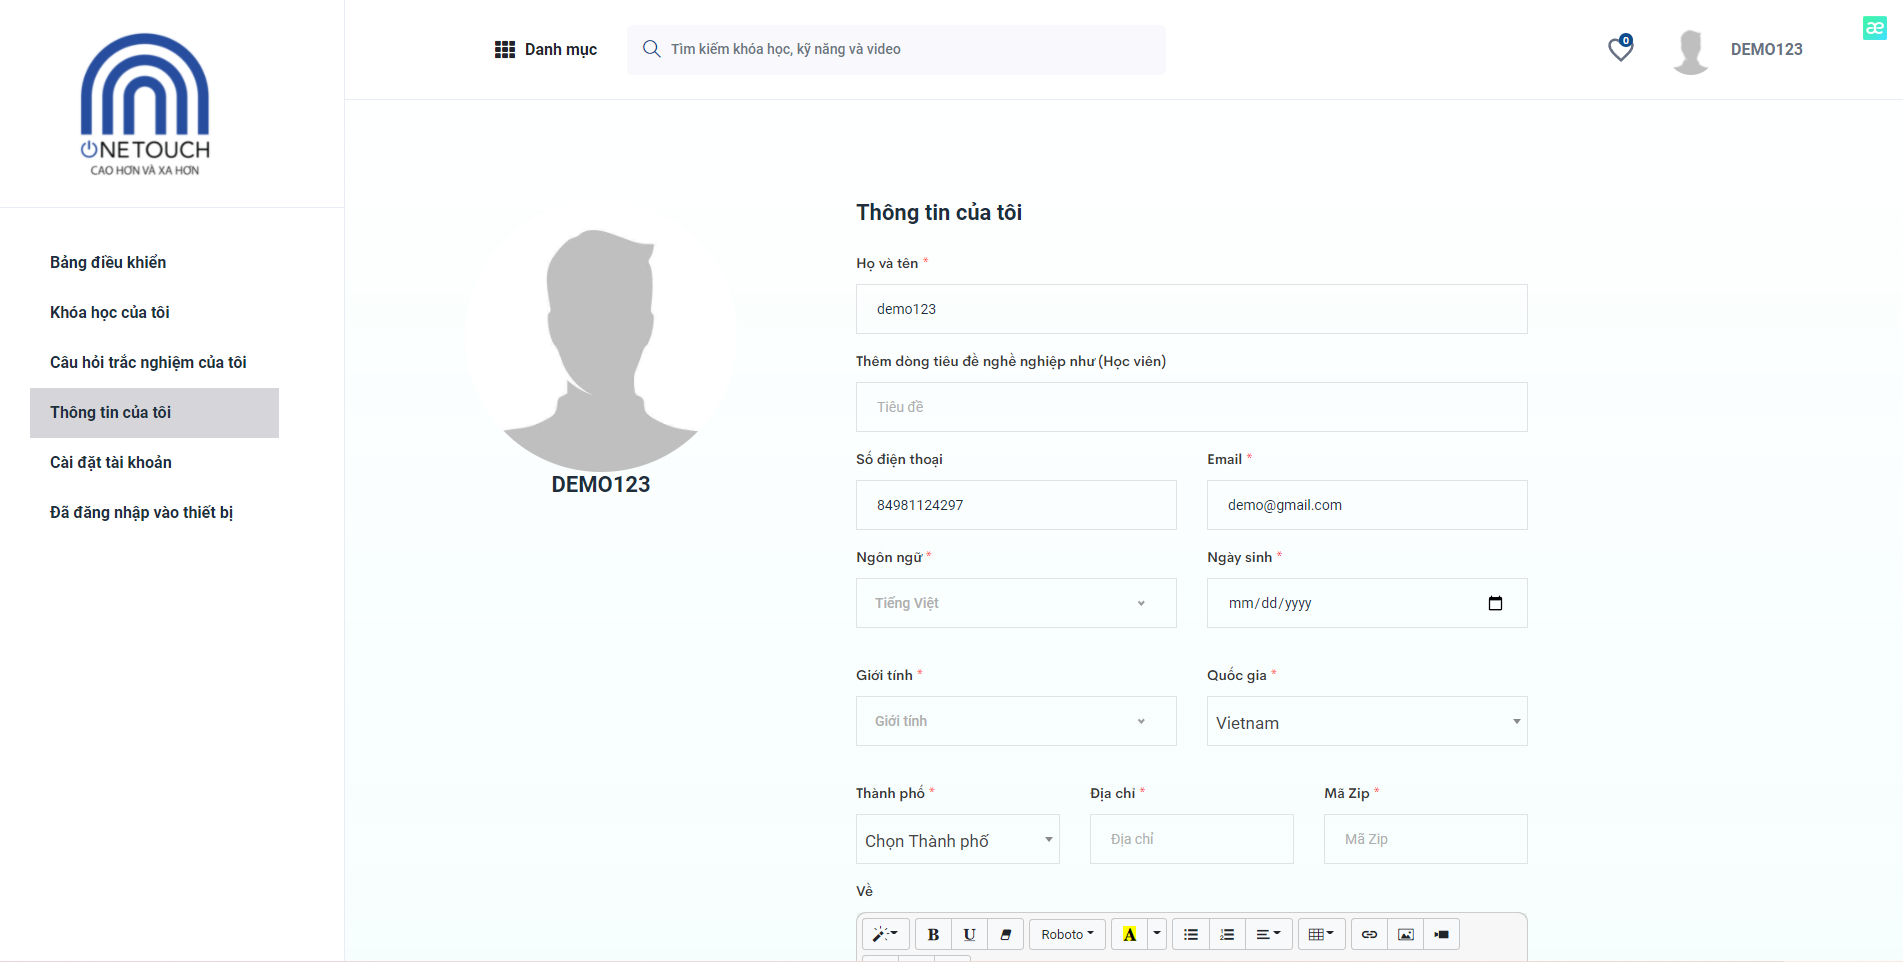 NETOUCH
CAO HƠN VÀ XA HƠN
Danh mục
Tìm kiếm khóa học, kỹ năng và video
0
DEMO123
æ
Bảng điều khiển
Khóa học của tôi
Câu hỏi trắc nghiệm của tôi
Thông tin của tôi
Cài đặt tài khoản
Đã đăng nhập vào thiết bị
DEMO123
Thông tin của tôi
Họ và tên *
demo123
Thêm dòng tiêu đề nghề nghiệp như (Học viên)
Tiêu đề
Số điện thoại
Email *
84981124297
demo@gmail.com
Ngôn ngữ *
Ngày sinh *
Tiếng Việt
mm/dd/yyyy
Giới tính *
Quốc gia *
Giới tính
Vietnam
Thành phố *
Địa chỉ *
Mã Zip *
Chọn Thành phố
Địa chỉ
Mã Zip
Về
B U Roboto A